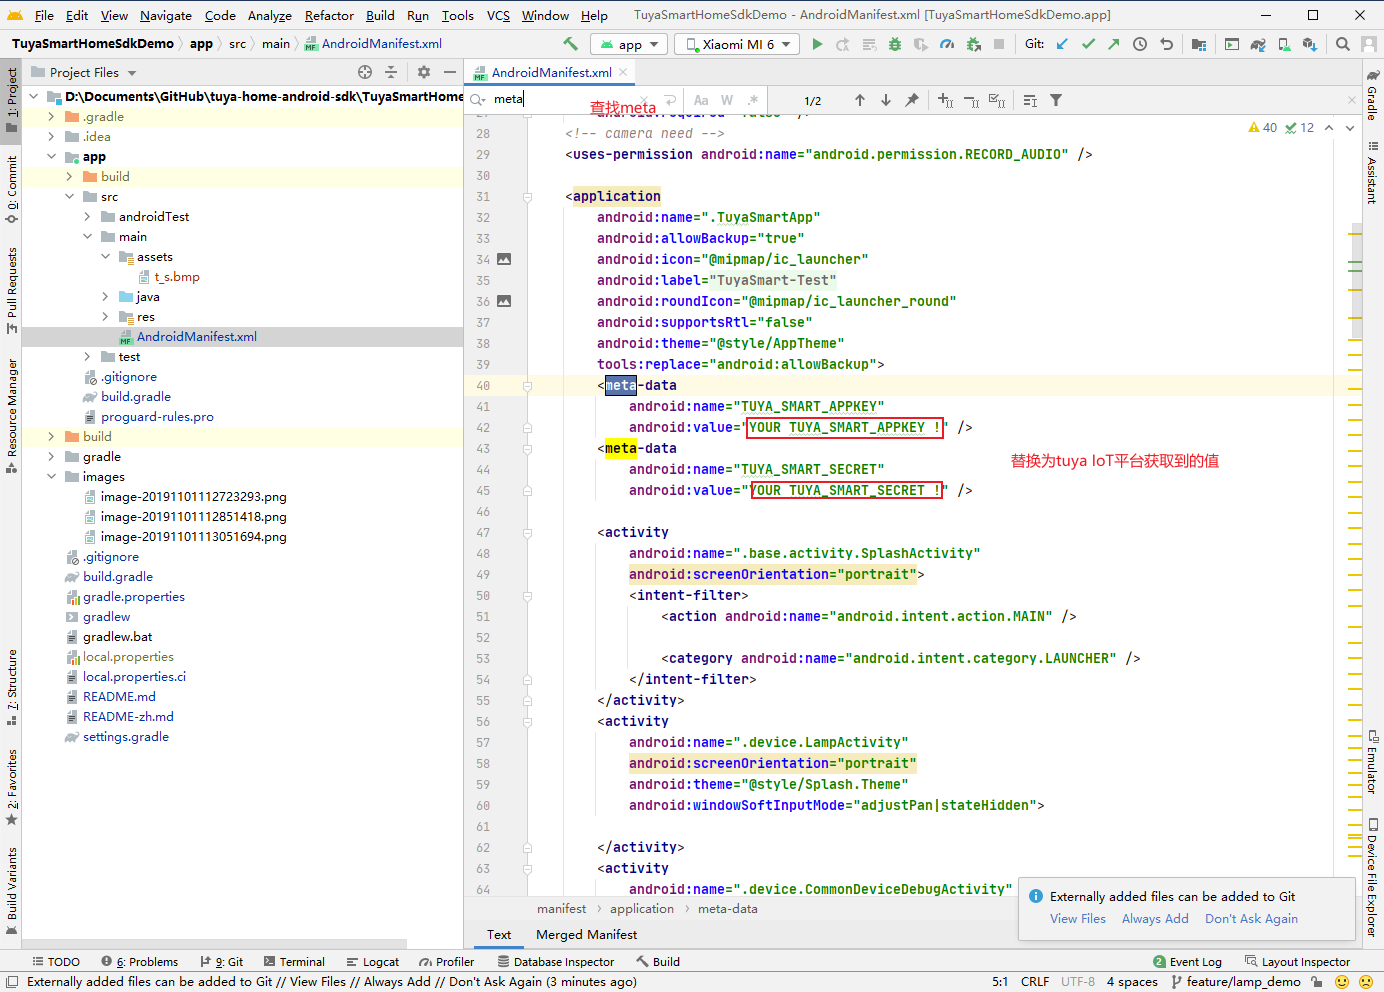 File Edit View Navigate Code Analyze Refactor Build Run Tools VCS Window Help TuyaSmartHomeSdkDemo - AndroidManifest.xml [TuyaSmartHomeSdkDemo.app]
TuyaSmartHomeSdkDemo app src main AndroidManifest.xml app Xiaomi MI 6 Git:
Project Files AndroidManifest.xml
1: Project
0: Commit
Pull Requests
Resource Manager
7: Structure
2: Favorites
Build Variants
D:\Documents\GitHub\tuya-home-android-sdk\TuyaSmartHome
.gradle
.idea
app
build
src
androidTest
main
assets
t_s.bmp
java
res
AndroidManifest.xml
test
.gitignore
build.gradle
proguard-rules.pro
build
gradle
images
image-20191101112723293.png
image-20191101112851418.png
image-20191101113051694.png
.gitignore
build.gradle
gradle.properties
gradlew
gradlew.bat
local.properties
local.properties.ci
README.md
README-zh.md
settings.gradle
meta 查找meta Aa W .* 1/2
40 12
28 <!-- camera need -->
29 <uses-permission android:name="android.permission.RECORD_AUDIO" />
30
31 <application
32 android:name=".TuyaSmartApp"
33 android:allowBackup="true"
34 android:icon="@mipmap/ic_launcher"
35 android:label="TuyaSmart-Test"
36 android:roundIcon="@mipmap/ic_launcher_round"
37 android:supportsRtl="false"
38 android:theme="@style/AppTheme"
39 tools:replace="android:allowBackup">
40 <meta-data
41 android:name="TUYA_SMART_APPKEY"
42 android:value="YOUR TUYA_SMART_APPKEY !" />
43 <meta-data
替换为tuya IoT平台获取到的值
44 android:name="TUYA_SMART_SECRET"
45 android:value="YOUR TUYA_SMART_SECRET !" />
46
47 <activity
48 android:name=".base.activity.SplashActivity"
49 android:screenOrientation="portrait">
50 <intent-filter>
51 <action android:name="android.intent.action.MAIN" />
52
53 <category android:name="android.intent.category.LAUNCHER" />
54 </intent-filter>
55 </activity>
56 <activity
57 android:name=".device.LampActivity"
58 android:screenOrientation="portrait"
59 android:theme="@style/Splash.Theme"
60 android:windowSoftInputMode="adjustPan|stateHidden">
61
62 </activity>
63 <activity
64 android:name=".device.CommonDeviceDebugActivity"
manifest application meta-data
Text Merged Manifest
Gradle
Assistant
Emulator
Device File Explorer
Externally added files can be added to Git
View Files Always Add Don't Ask Again
TODO 6: Problems 9: Git Terminal Logcat Profiler Database Inspector Build 2 Event Log Layout Inspector
Externally added files can be added to Git // View Files // Always Add // Don't Ask Again (3 minutes ago) 5:1 CRLF UTF-8 4 spaces feature/lamp_demo